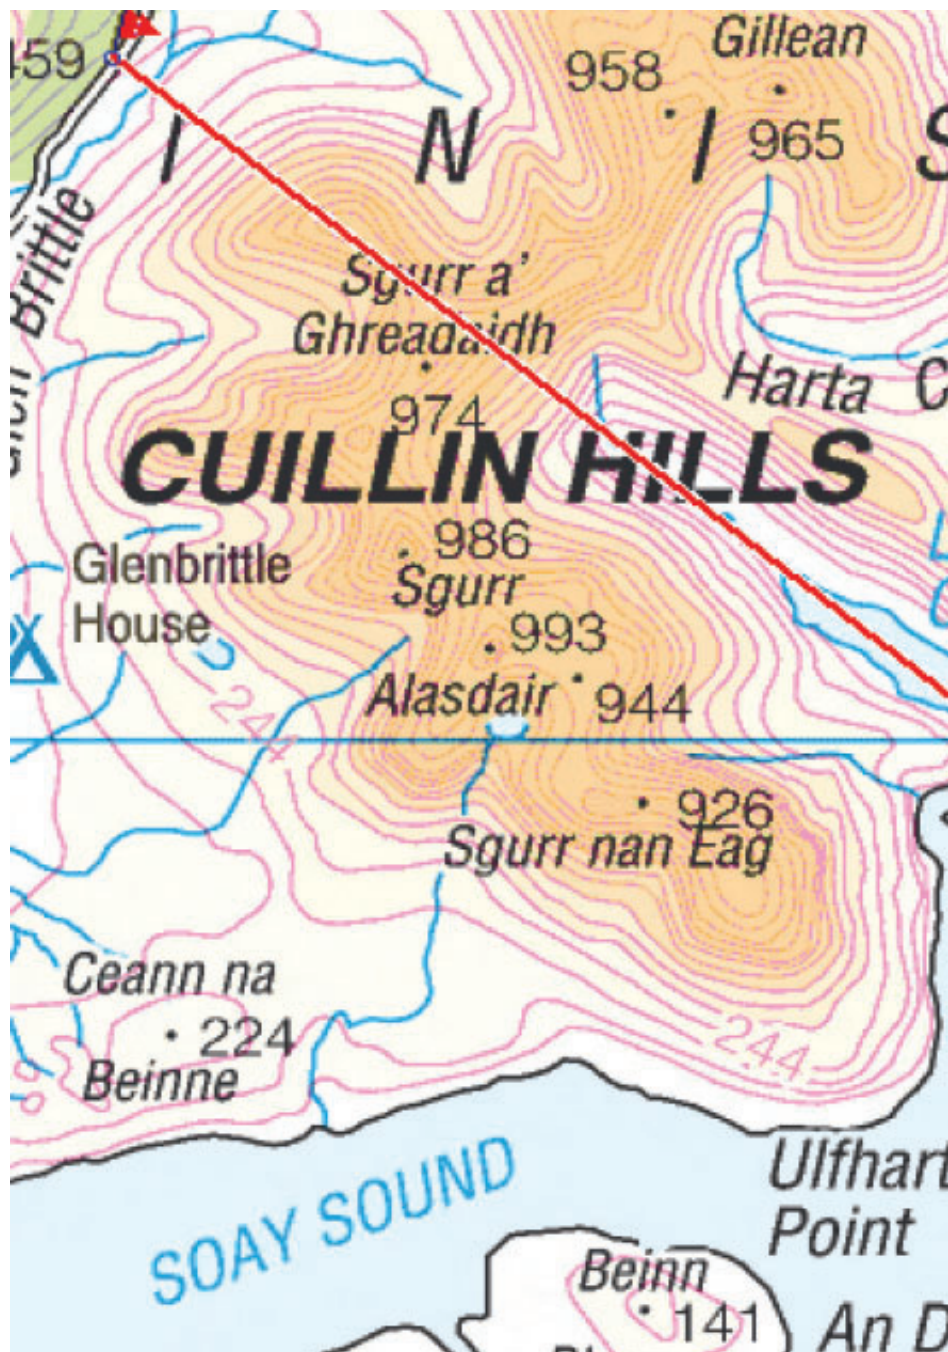 Gillean
958
459
965
I N I S
Brittle
Sgurr a'
Ghreadaidh
974
Harta C
CUILLIN HILLS
986
Glenbrittle
House
Sgurr
993
Alasdair
944
244
926
Sgurr nan Eag
Ceann na
224
Beinne
244
SOAY SOUND
Ulfhart
Point
Beinn
141
An D